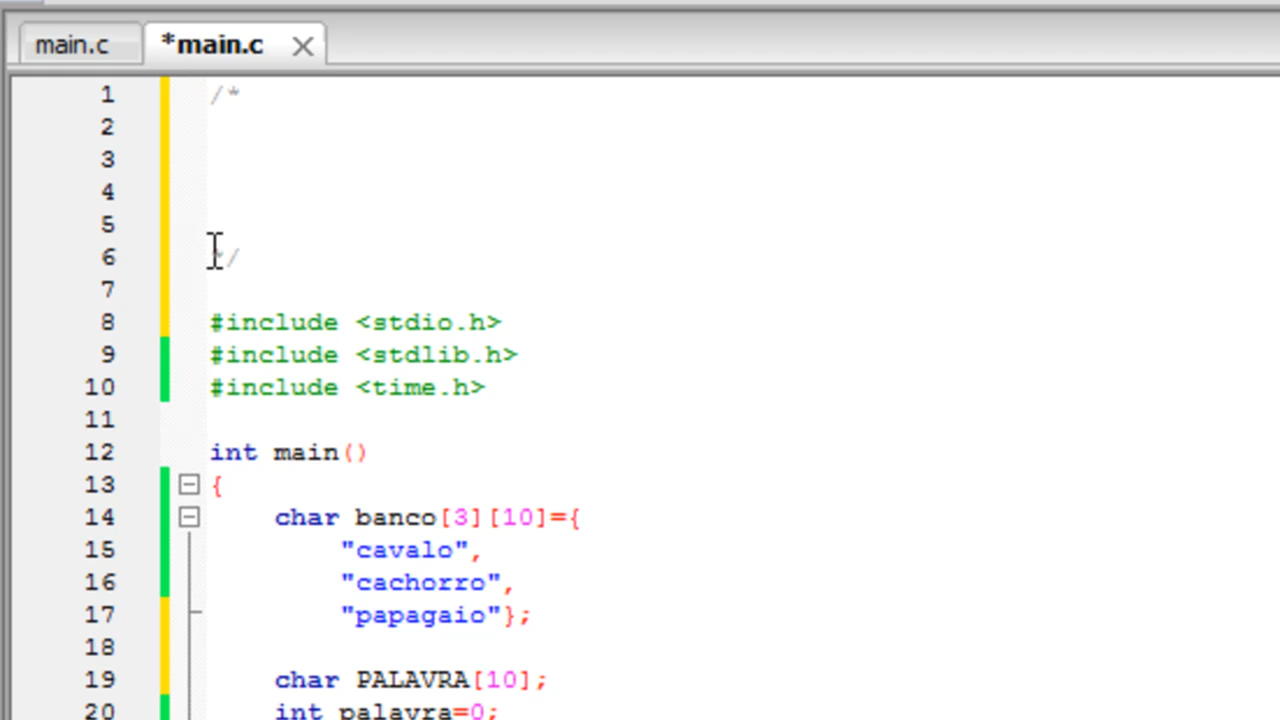 main.c *main.c
1 /*
2
3
4
5
6 */
7
8 #include <stdio.h>
9 #include <stdlib.h>
10 #include <time.h>
11
12 int main()
13 {
14 char banco[3][10]={
15 "cavalo",
16 "cachorro",
17 "papagaio"};
18
19 char PALAVRA[10];
20 int palavra=0;